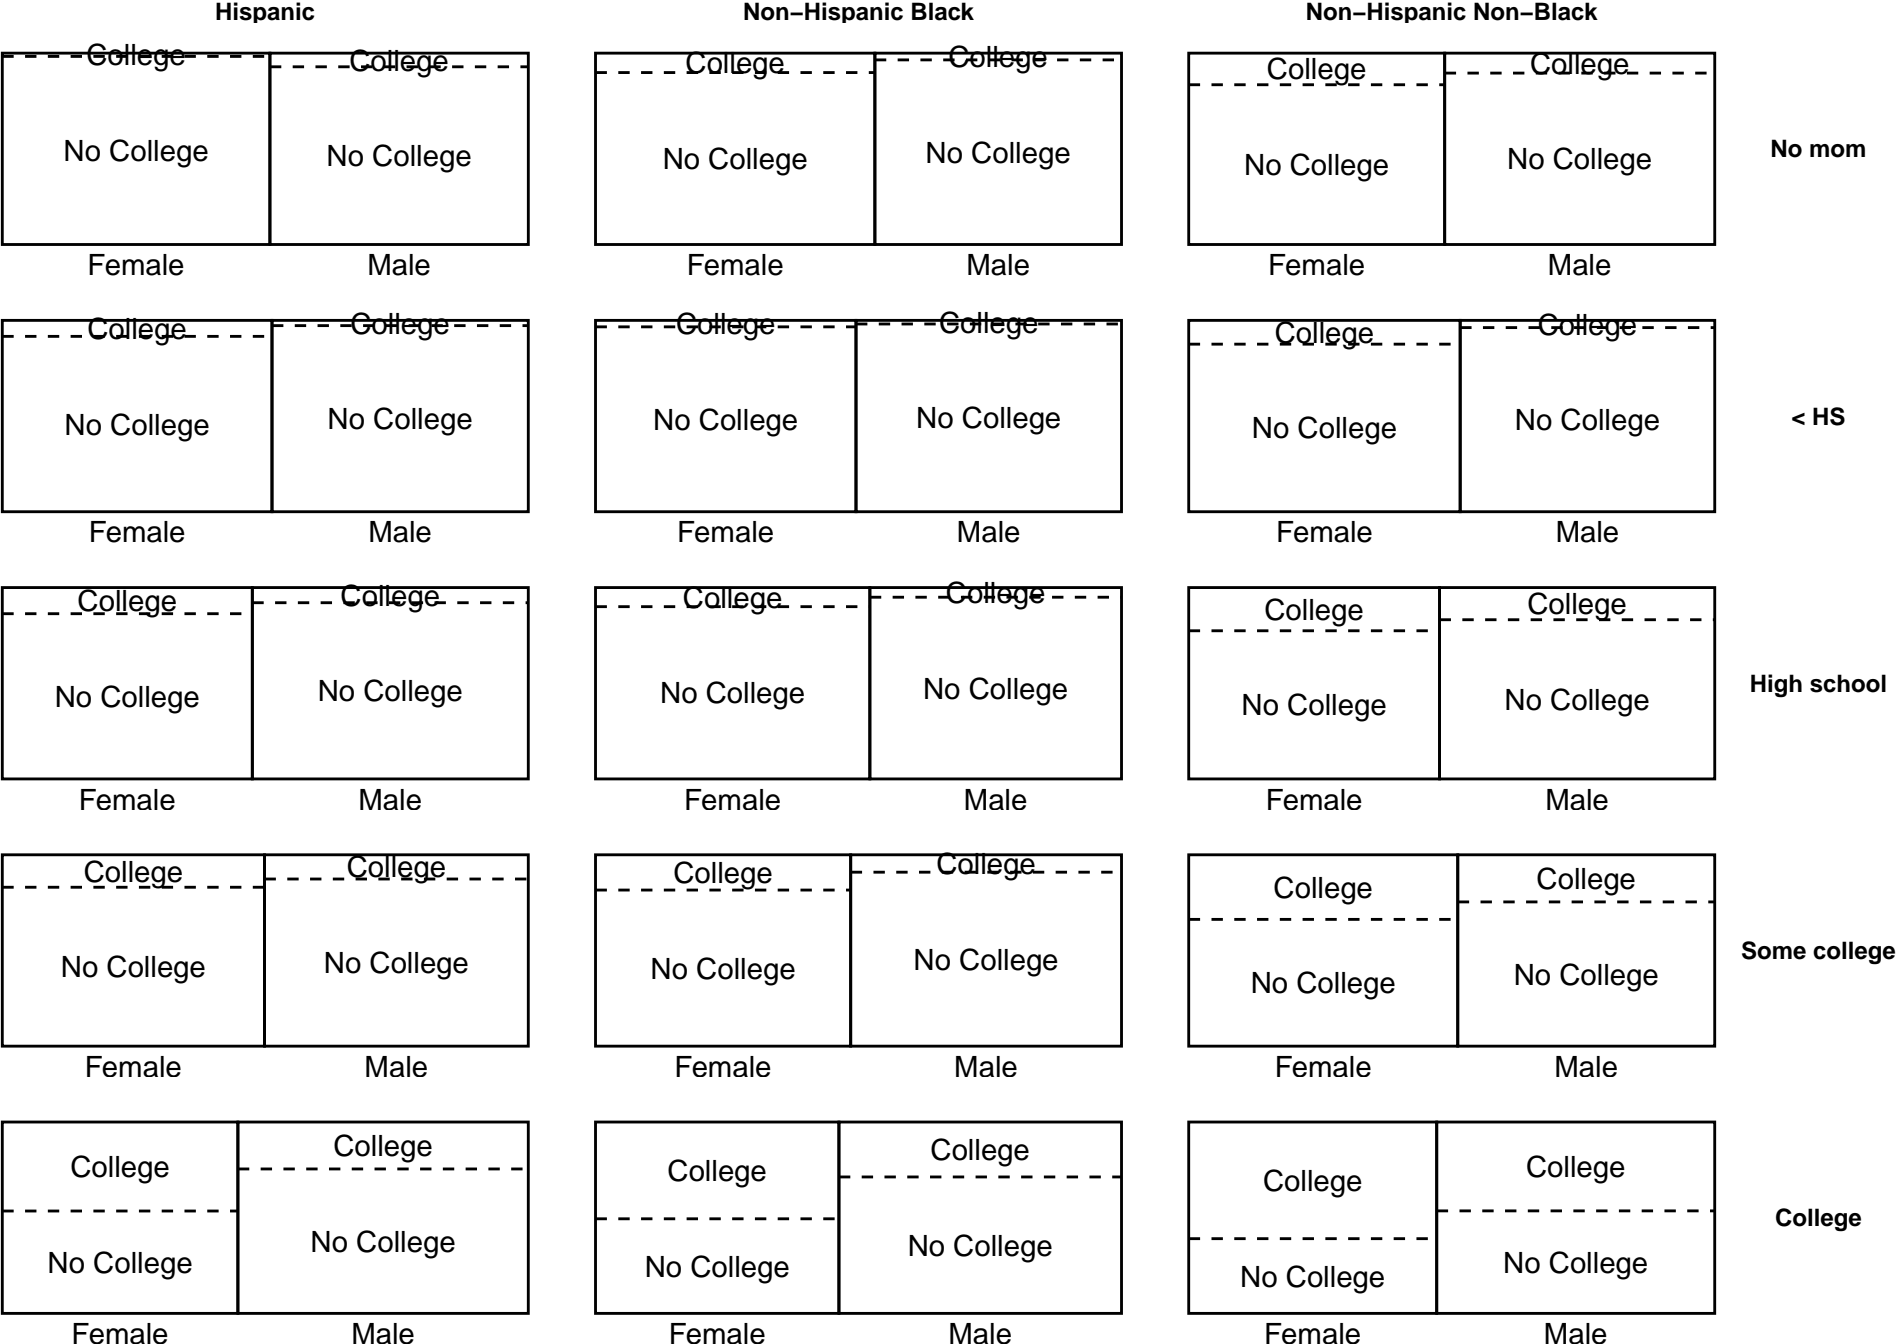 Hispanic Non−Hispanic Black Non−Hispanic Non−Black
College College College College College College
No College No College No College No College No College No College No mom
Female Male Female Male Female Male
College College College College College College
No College No College No College No College No College No College < HS
Female Male Female Male Female Male
College College College College College College
No College No College No College No College No College No College High school
Female Male Female Male Female Male
College College College College College College
No College No College No College No College No College No College Some college
Female Male Female Male Female Male
College College College College College College
No College No College No College No College No College No College College
Female Male Female Male Female Male